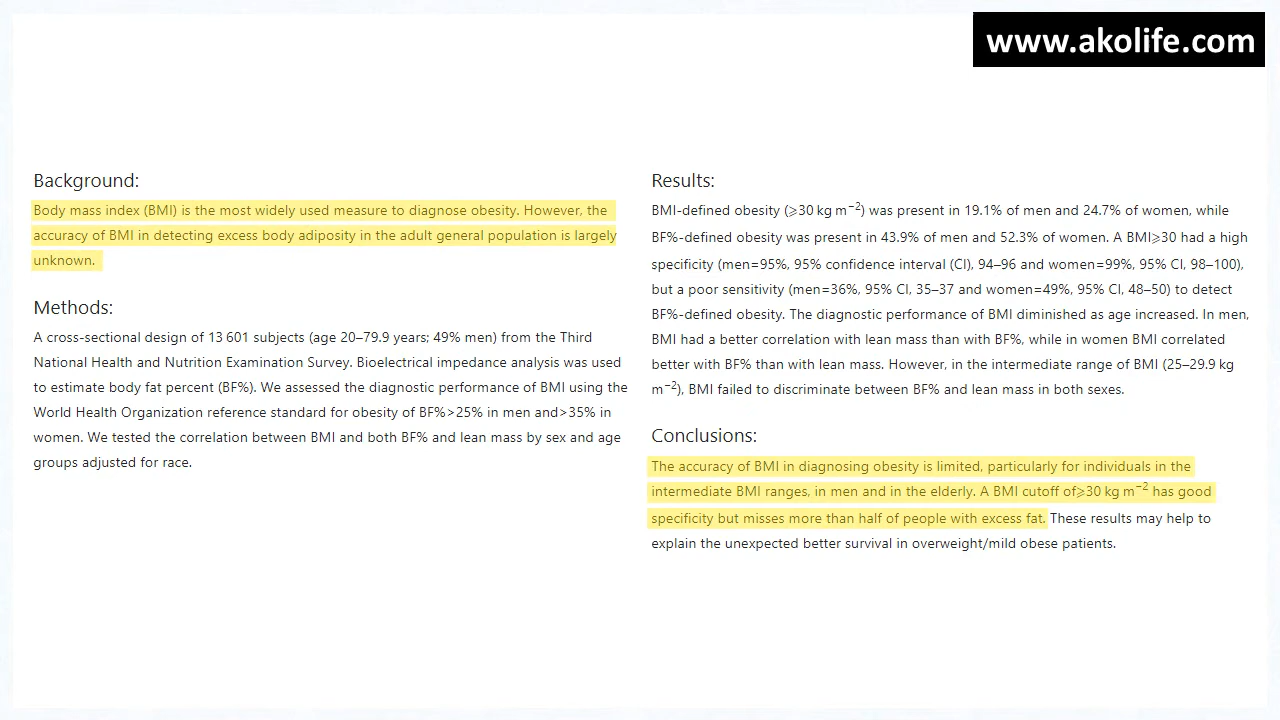 www.akolife.com
Background:
Body mass index (BMI) is the most widely used measure to diagnose obesity. However, the
accuracy of BMI in detecting excess body adiposity in the adult general population is largely
unknown.
Methods:
A cross-sectional design of 13 601 subjects (age 20–79.9 years; 49% men) from the Third
National Health and Nutrition Examination Survey. Bioelectrical impedance analysis was used
to estimate body fat percent (BF%). We assessed the diagnostic performance of BMI using the
World Health Organization reference standard for obesity of BF%>25% in men and>35% in
women. We tested the correlation between BMI and both BF% and lean mass by sex and age
groups adjusted for race.
Results:
BMI-defined obesity (⩾30 kg m⁻²) was present in 19.1% of men and 24.7% of women, while
BF%-defined obesity was present in 43.9% of men and 52.3% of women. A BMI⩾30 had a high
specificity (men=95%, 95% confidence interval (CI), 94–96 and women=99%, 95% CI, 98–100),
but a poor sensitivity (men=36%, 95% CI, 35–37 and women=49%, 95% CI, 48–50) to detect
BF%-defined obesity. The diagnostic performance of BMI diminished as age increased. In men,
BMI had a better correlation with lean mass than with BF%, while in women BMI correlated
better with BF% than with lean mass. However, in the intermediate range of BMI (25–29.9 kg
m⁻²), BMI failed to discriminate between BF% and lean mass in both sexes.
Conclusions:
The accuracy of BMI in diagnosing obesity is limited, particularly for individuals in the
intermediate BMI ranges, in men and in the elderly. A BMI cutoff of⩾30 kg m⁻² has good
specificity but misses more than half of people with excess fat. These results may help to
explain the unexpected better survival in overweight/mild obese patients.